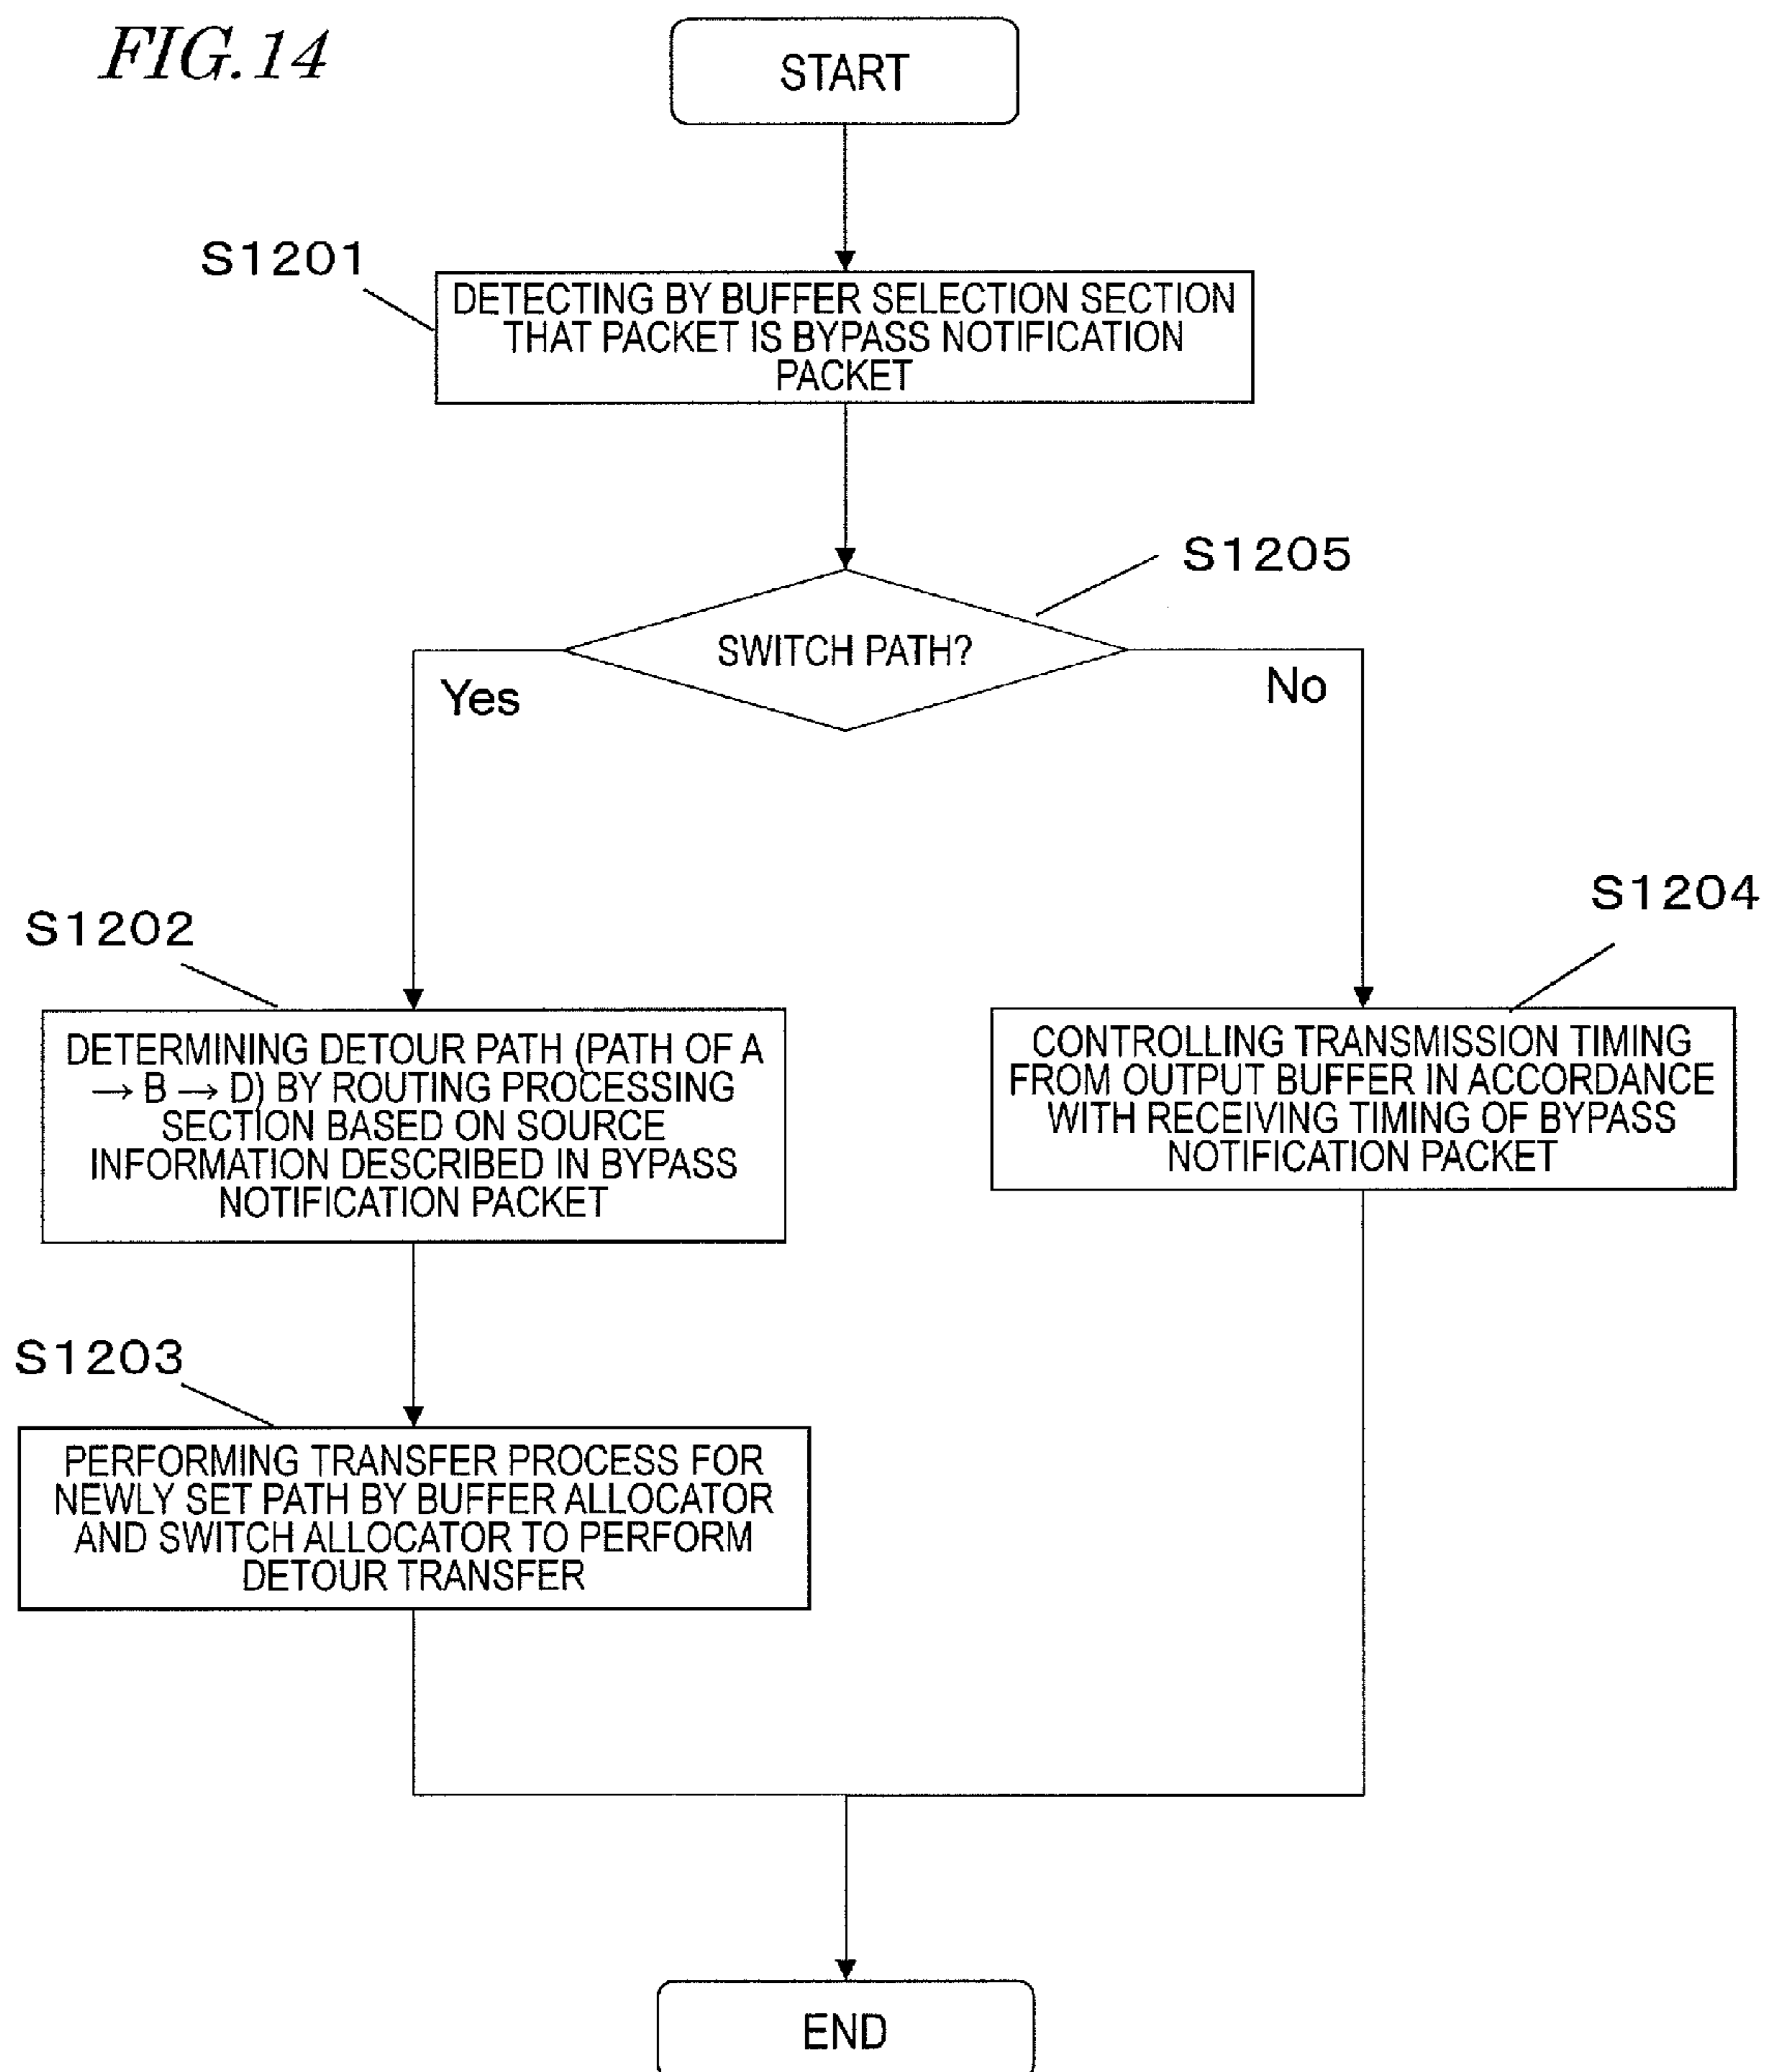 FIG.14
START
S1201
DETECTING BY BUFFER SELECTION SECTION
THAT PACKET IS BYPASS NOTIFICATION
PACKET
S1205
SWITCH PATH?
Yes
No
S1202
DETERMINING DETOUR PATH (PATH OF A
→ B → D) BY ROUTING PROCESSING
SECTION BASED ON SOURCE
INFORMATION DESCRIBED IN BYPASS
NOTIFICATION PACKET
S1204
CONTROLLING TRANSMISSION TIMING
FROM OUTPUT BUFFER IN ACCORDANCE
WITH RECEIVING TIMING OF BYPASS
NOTIFICATION PACKET
S1203
PERFORMING TRANSFER PROCESS FOR
NEWLY SET PATH BY BUFFER ALLOCATOR
AND SWITCH ALLOCATOR TO PERFORM
DETOUR TRANSFER
END